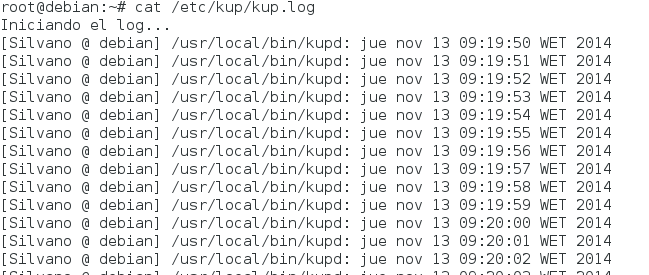 root@debian:~# cat /etc/kup/kup.log
Iniciando el log...
[Silvano @ debian] /usr/local/bin/kupd: jue nov 13 09:19:50 WET 2014
[Silvano @ debian] /usr/local/bin/kupd: jue nov 13 09:19:51 WET 2014
[Silvano @ debian] /usr/local/bin/kupd: jue nov 13 09:19:52 WET 2014
[Silvano @ debian] /usr/local/bin/kupd: jue nov 13 09:19:53 WET 2014
[Silvano @ debian] /usr/local/bin/kupd: jue nov 13 09:19:54 WET 2014
[Silvano @ debian] /usr/local/bin/kupd: jue nov 13 09:19:55 WET 2014
[Silvano @ debian] /usr/local/bin/kupd: jue nov 13 09:19:56 WET 2014
[Silvano @ debian] /usr/local/bin/kupd: jue nov 13 09:19:57 WET 2014
[Silvano @ debian] /usr/local/bin/kupd: jue nov 13 09:19:58 WET 2014
[Silvano @ debian] /usr/local/bin/kupd: jue nov 13 09:19:59 WET 2014
[Silvano @ debian] /usr/local/bin/kupd: jue nov 13 09:20:00 WET 2014
[Silvano @ debian] /usr/local/bin/kupd: jue nov 13 09:20:01 WET 2014
[Silvano @ debian] /usr/local/bin/kupd: jue nov 13 09:20:02 WET 2014